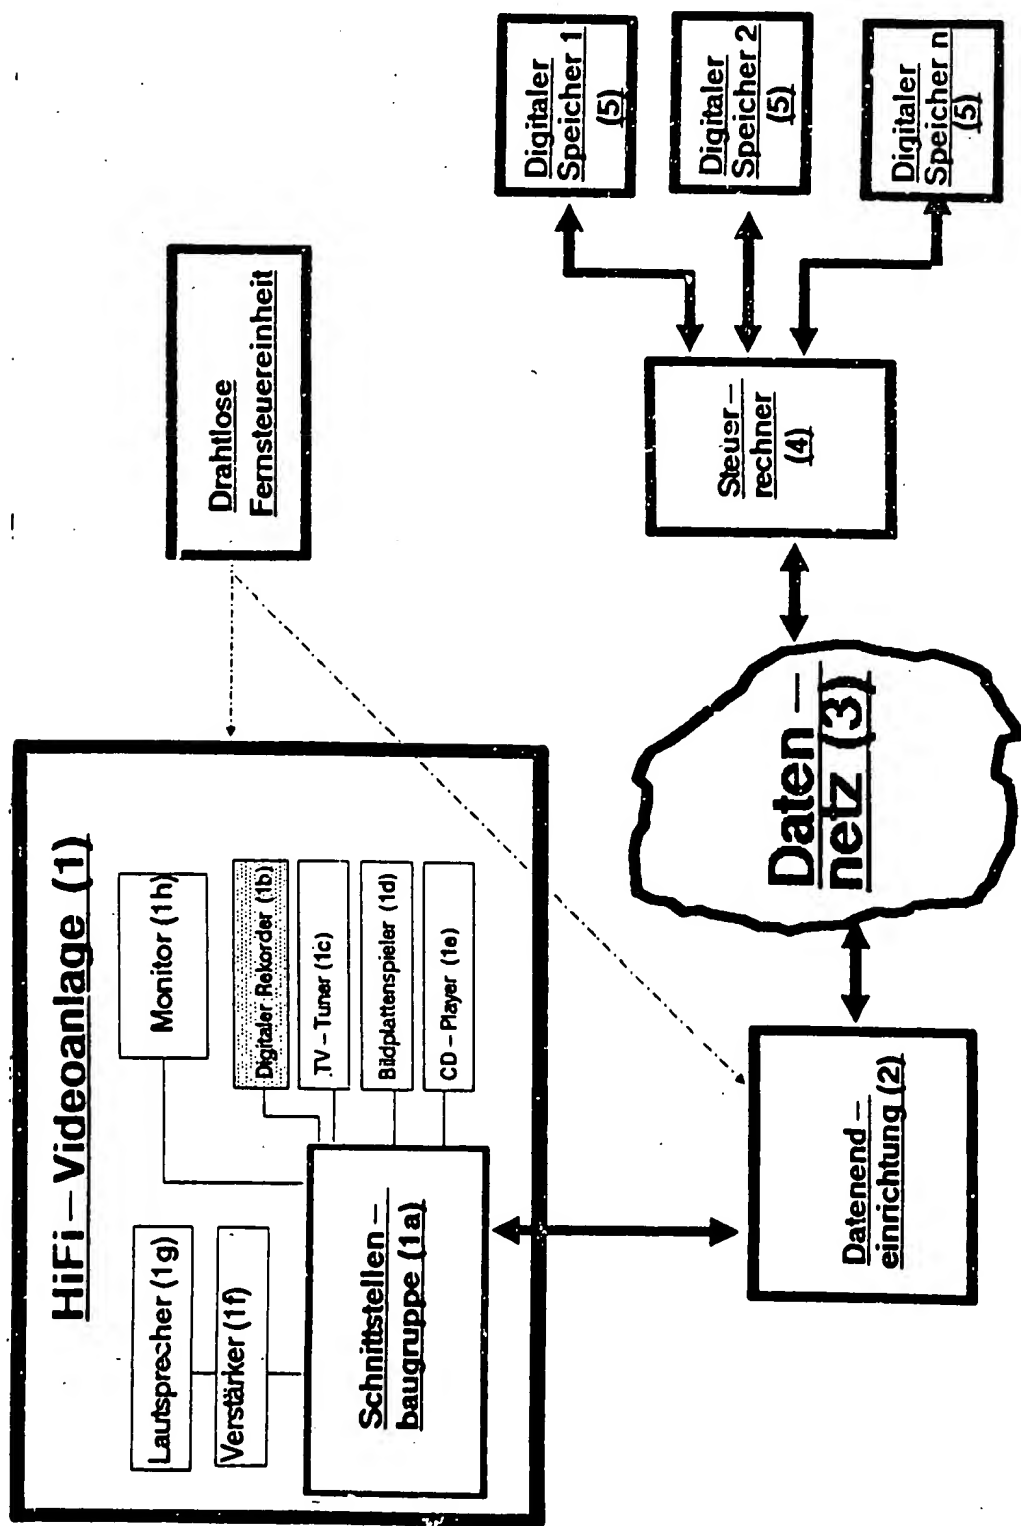 HiFi – Videoanlage (1)
Lautsprecher (1g)
Verstärker (1f)
Monitor (1h)
Digitaler Rekorder (1b)
TV – Tuner (1c)
Bildplattenspieler (1d)
CD – Player (1e)
Schnittstellen –
baugruppe (1a)
Drahtlose
Fernsteuereinheit
Datenend –
einrichtung (2)
Daten –
netz (3)
Steuer –
rechner
(4)
Digitaler
Speicher 1
(5)
Digitaler
Speicher 2
(5)
Digitaler
Speicher n
(5)